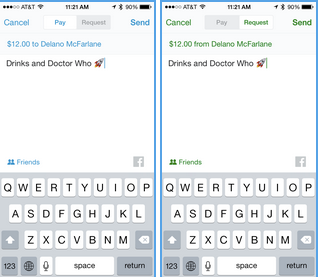 AT&T 11:21 AM 90%
Cancel Pay Request Send
$12.00 to Delano McFarlane
Drinks and Doctor Who 🚀
Friends f
Q W E R T Y U I O P
A S D F G H J K L
Z X C V B N M
123 space return
AT&T 11:21 AM 90%
Cancel Pay Request Send
$12.00 from Delano McFarlane
Drinks and Doctor Who 🚀
Friends f
Q W E R T Y U I O P
A S D F G H J K L
Z X C V B N M
123 space return